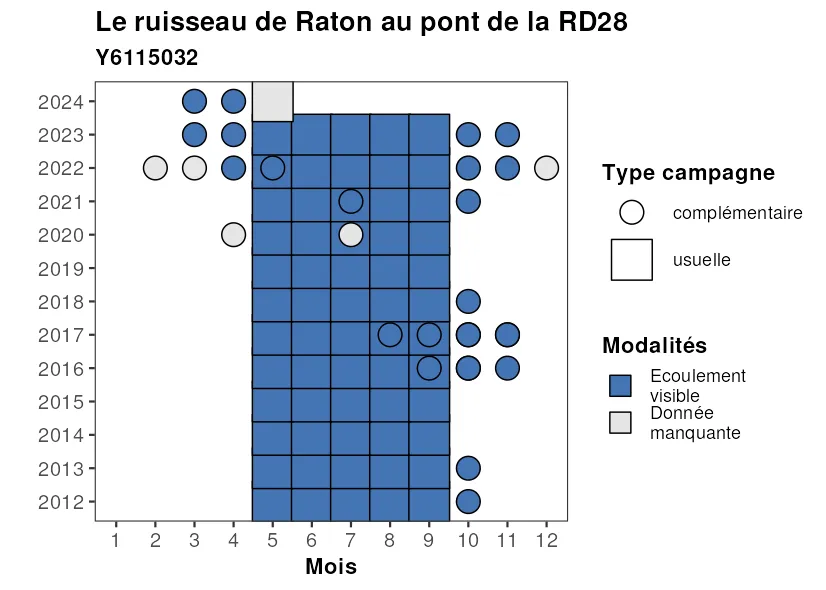 Le ruisseau de Raton au pont de la RD28
Y6115032
2024
2023
2022
2021
2020
2019
2018
2017
2016
2015
2014
2013
2012
1 2 3 4 5 6 7 8 9 10 11 12
Mois
Type campagne
complémentaire
usuelle
Modalités
Ecoulement
visible
Donnée
manquante